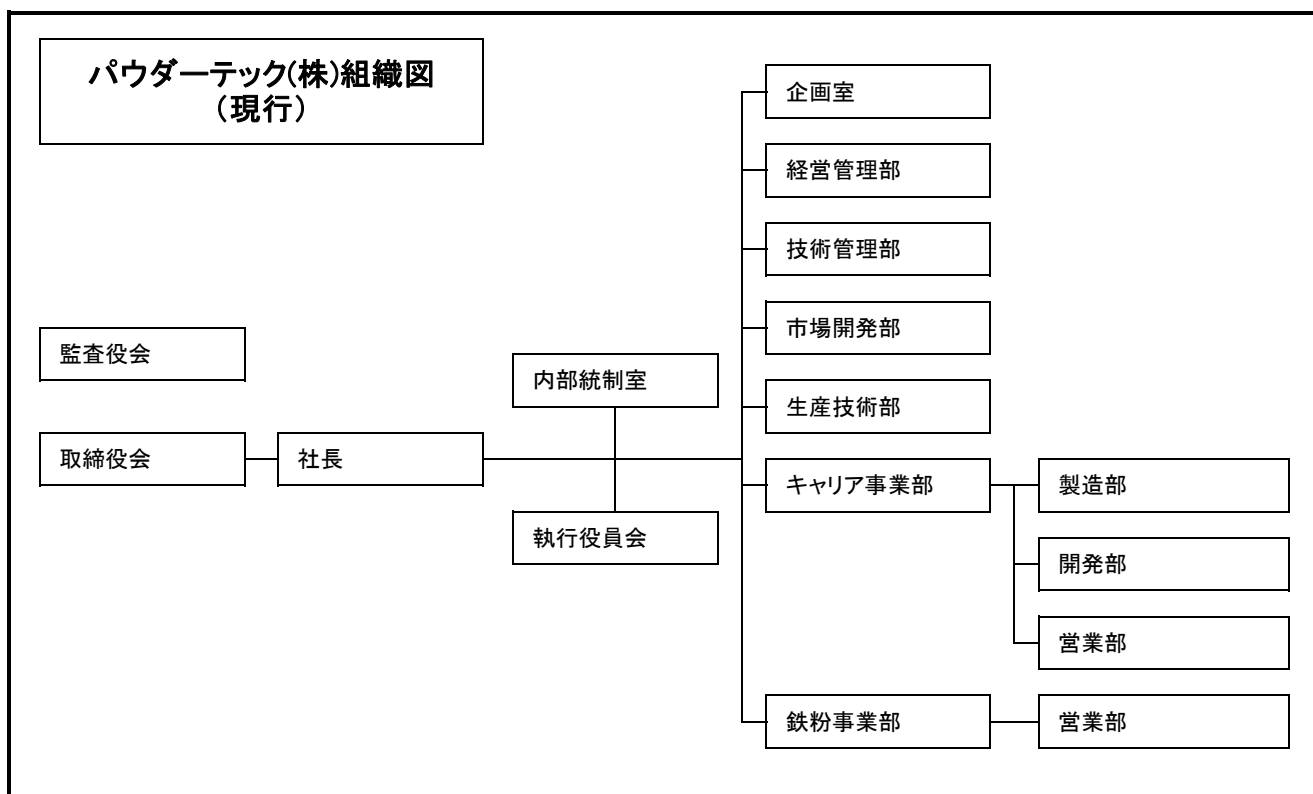 パウダーテック(株)組織図
（現行）
企画室
経営管理部
技術管理部
市場開発部
監査役会
内部統制室
生産技術部
取締役会
社長
キャリア事業部
製造部
執行役員会
開発部
営業部
鉄粉事業部
営業部